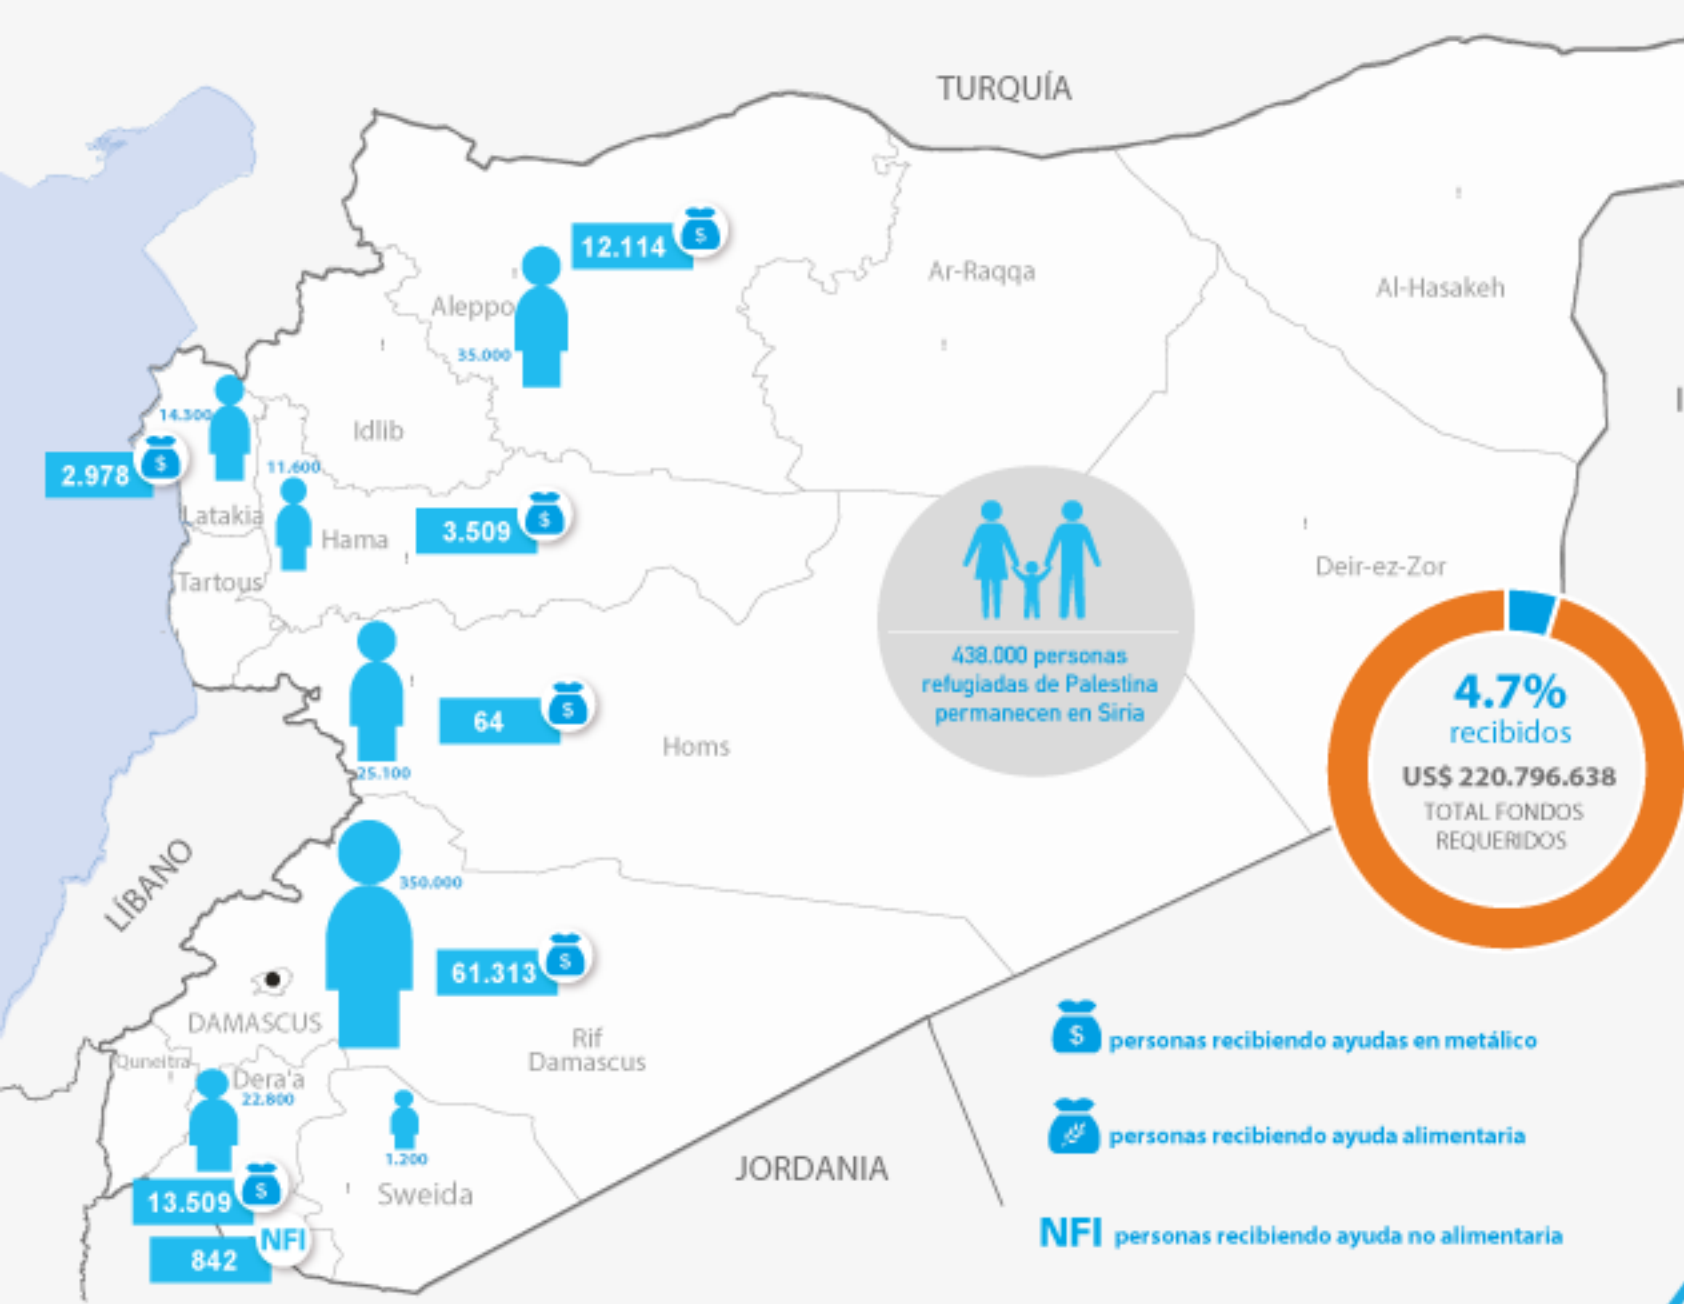 TURQUÍA
12.114
$
Ar-Raqqa
Al-Hasakeh
Aleppo
35.000
14.300
Idlib
2.978
$
11.600
Latakia
Hama
3.509
$
Tartous
Deir-ez-Zor
438.000 personas
refugiadas de Palestina
permanecen en Siria
4.7%
recibidos
US$ 220.796.638
TOTAL FONDOS
REQUERIDOS
64
$
Homs
25.100
LÍBANO
350.000
61.313
$
DAMASCUS
Rif
Damascus
Quneitra
Dera'a
22.800
1.200
Sweida
13.509
$
842
NFI
JORDANIA
$
personas recibiendo ayudas en metálico
personas recibiendo ayuda alimentaria
NFI personas recibiendo ayuda no alimentaria